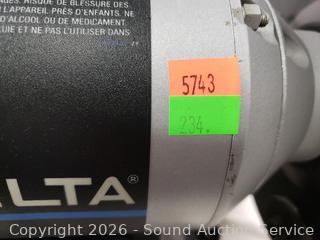 RISQUE DE BLESSURE DES
L'APPAREIL PRÈS D'ENFANTS. NE
D'ALCOOL OU DE MÉDICAMENT.
UIE ET NE PAS L'UTILISER DANS
5743
234.
LTA®
Copyright 2026 - Sound Auction Service